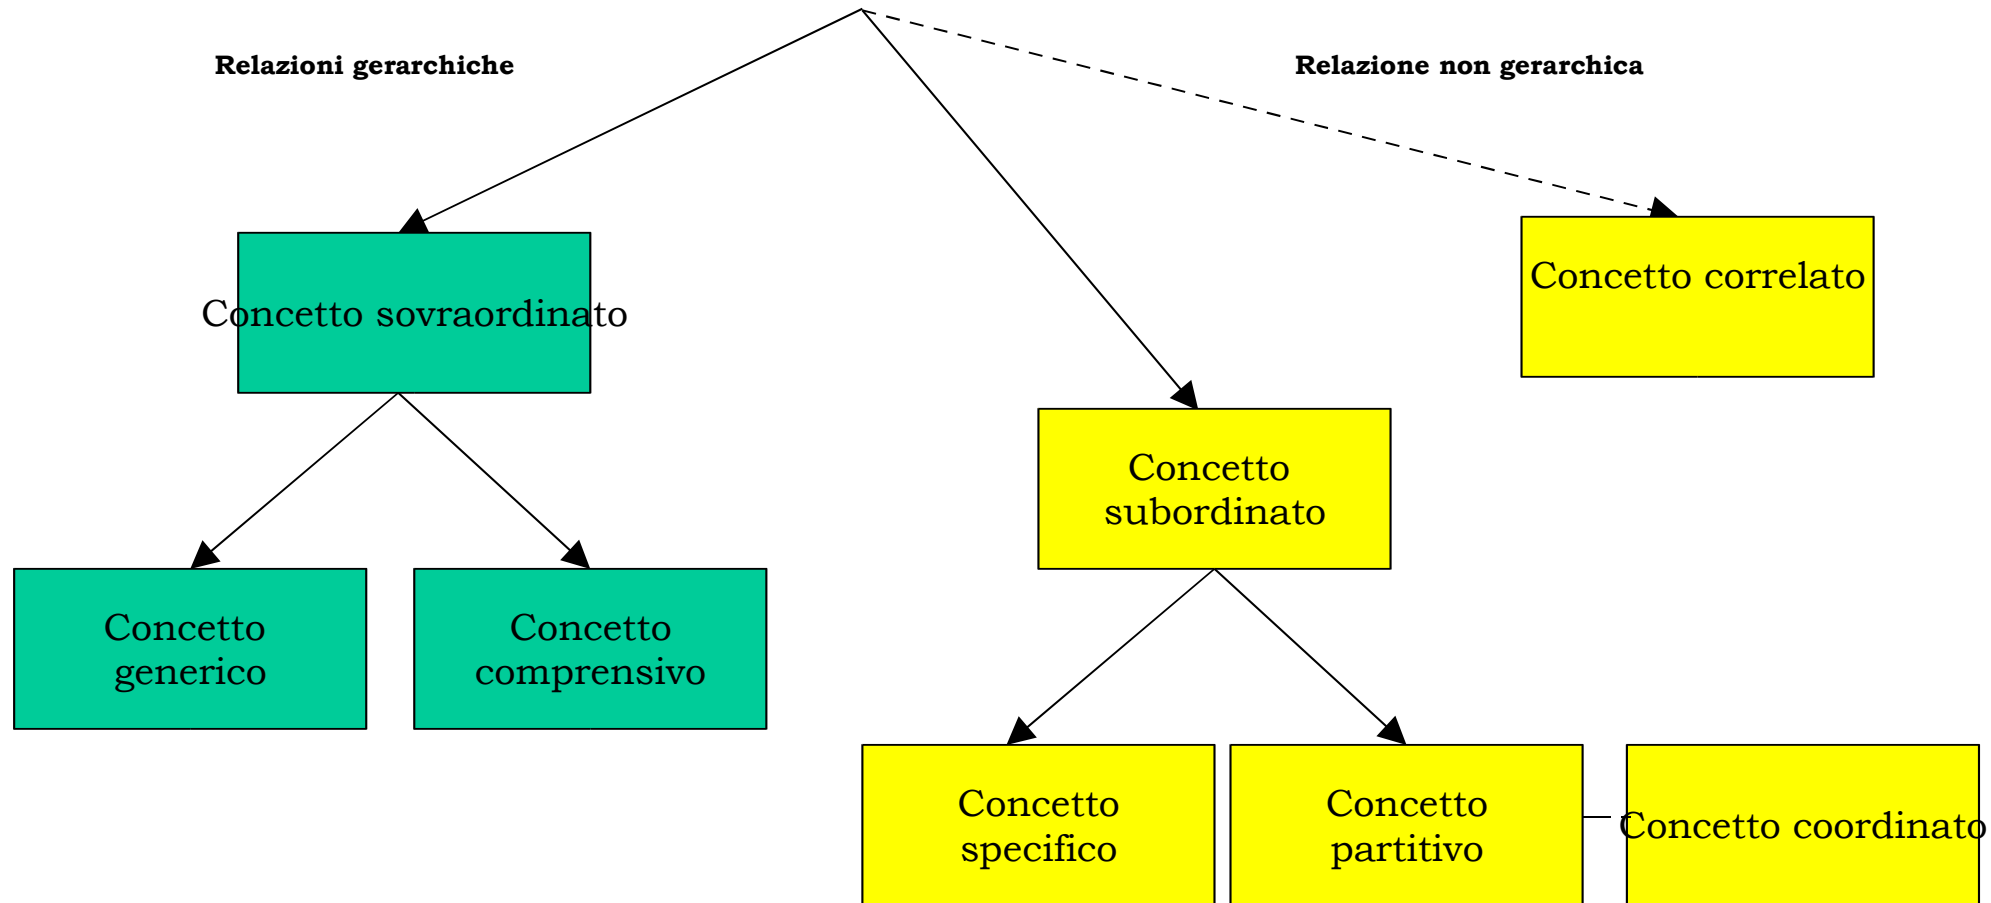 Relazioni gerarchiche
Relazione non gerarchica
Concetto correlato
Concetto sovraordinato
Concetto
subordinato
Concetto
generico
Concetto
comprensivo
Concetto
specifico
Concetto
partitivo
Concetto coordinato